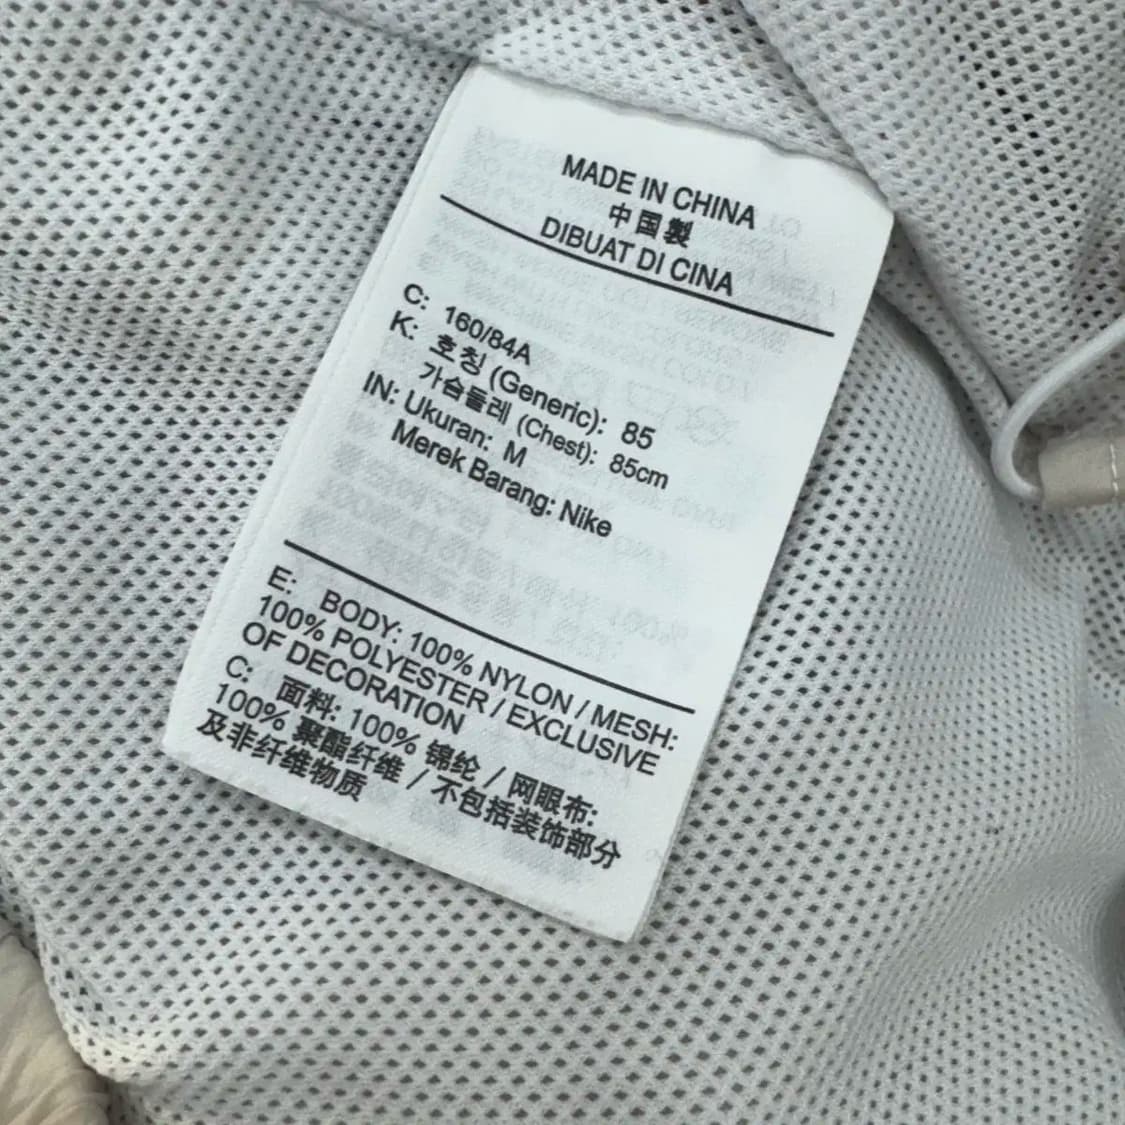 MADE IN CHINA
中国製
DIBUAT DI CINA
C: 160/84A
K: 호칭 (Generic): 85
가슴둘레 (Chest): 85cm
IN: Ukuran: M
Merek Barang: Nike
E: BODY: 100% NYLON / MESH:
100% POLYESTER / EXCLUSIVE
OF DECORATION
C: 面料: 100% 锦纶 / 网眼布:
100% 聚酯纤维 / 不包括装饰部分
及非纤维物质